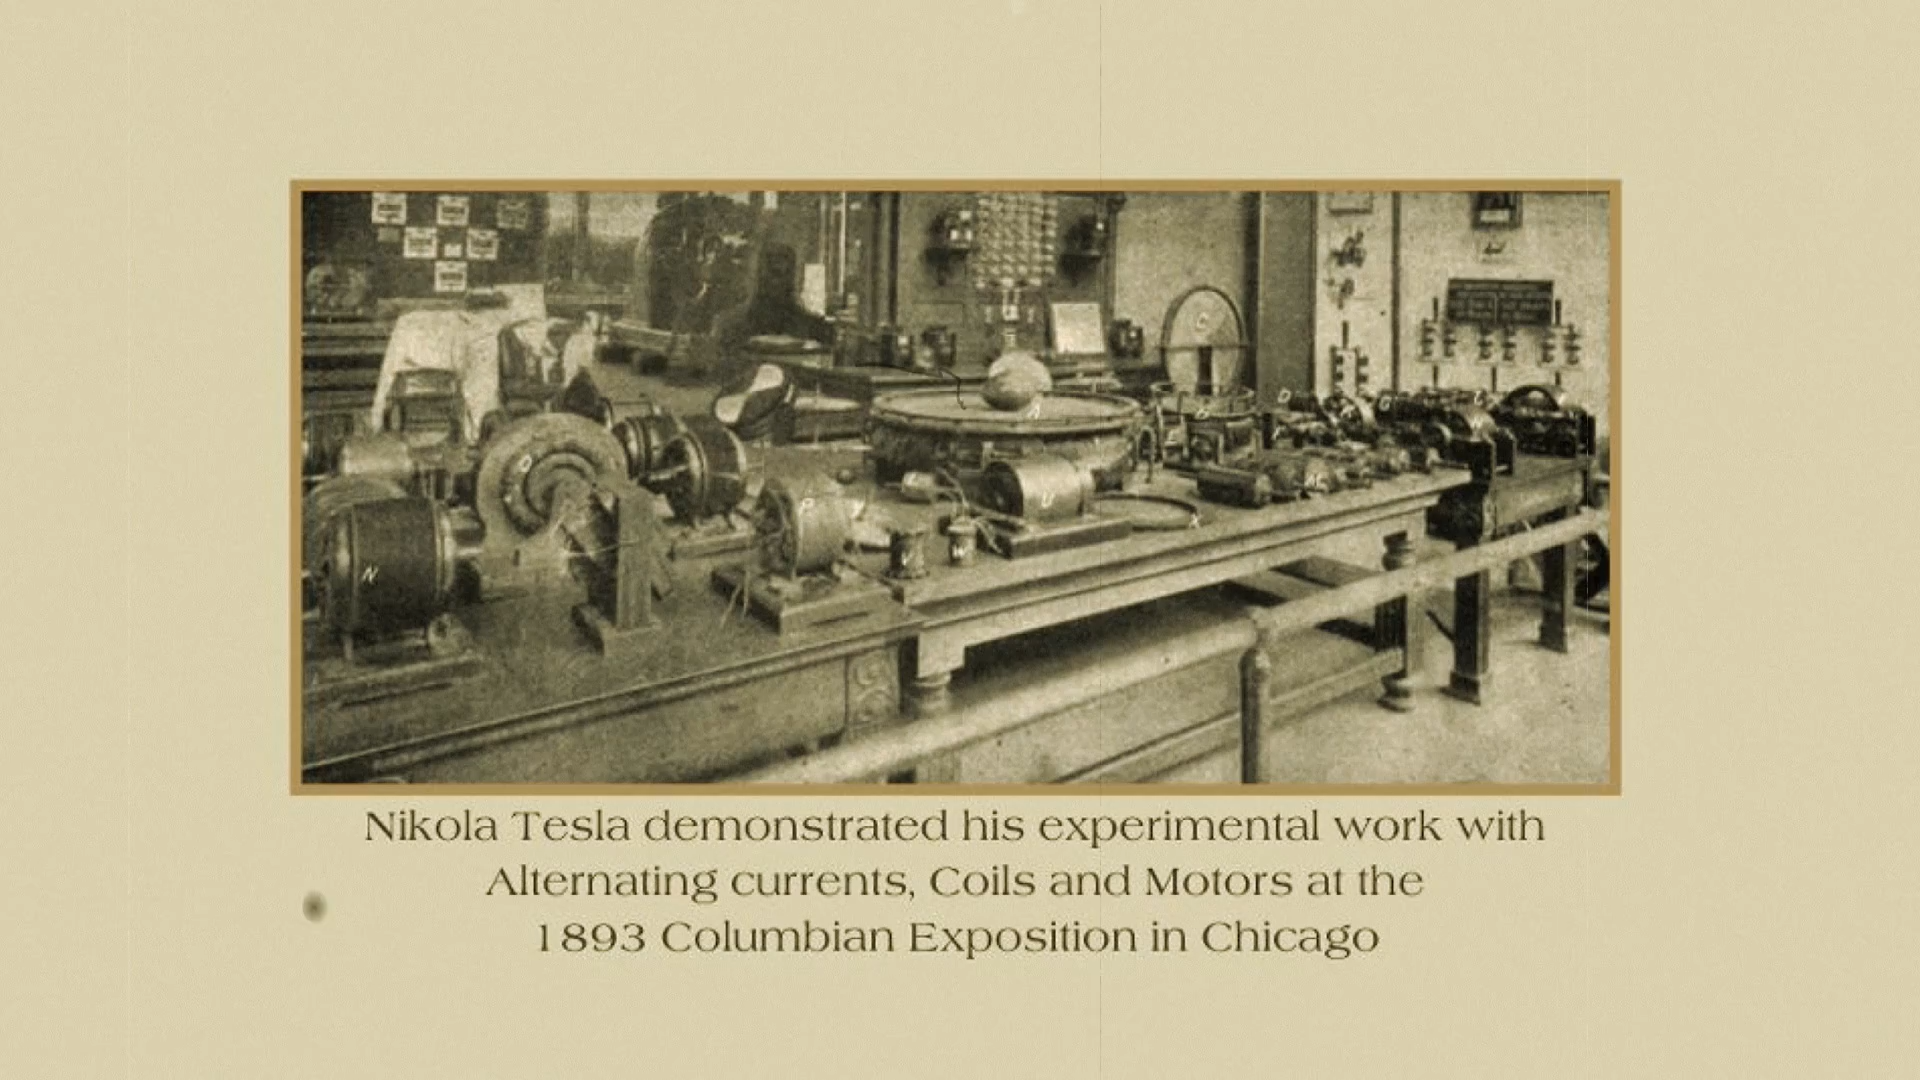 Nikola Tesla demonstrated his experimental work with
Alternating currents, Coils and Motors at the
1893 Columbian Exposition in Chicago